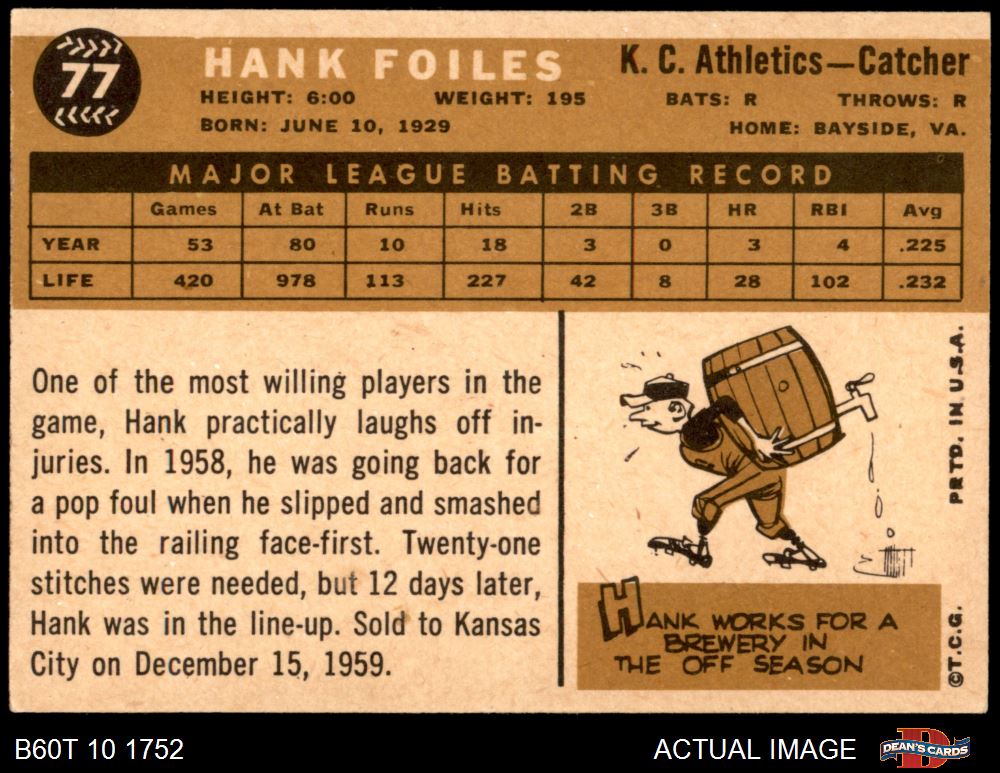 77
HANK FOILES
K. C. Athletics—Catcher
HEIGHT: 6:00 WEIGHT: 195 BATS: R THROWS: R
BORN: JUNE 10, 1929 HOME: BAYSIDE, VA.
MAJOR LEAGUE BATTING RECORD
Games At Bat Runs Hits 2B 3B HR RBI Avg
YEAR 53 80 10 18 3 0 3 4 .225
LIFE 420 978 113 227 42 8 28 102 .232
One of the most willing players in the
game, Hank practically laughs off in-
juries. In 1958, he was going back for
a pop foul when he slipped and smashed
into the railing face-first. Twenty-one
stitches were needed, but 12 days later,
Hank was in the line-up. Sold to Kansas
City on December 15, 1959.
HANK WORKS FOR A
BREWERY IN
THE OFF SEASON
©T.C.G. PRTD. IN U.S.A.
B60T 10 1752 ACTUAL IMAGE
DEAN'S CARDS